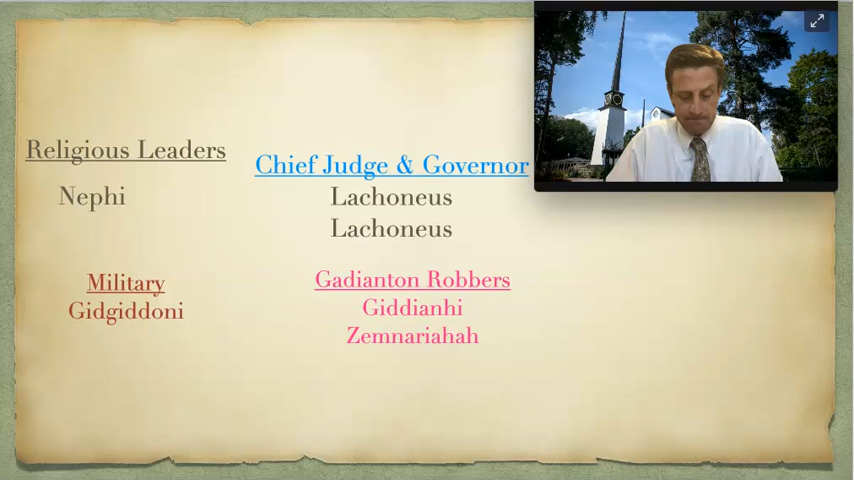 Religious Leaders
Nephi
Chief Judge & Governor
Lachoneus
Lachoneus
Military
Gidgiddoni
Gadianton Robbers
Giddianhi
Zemnariahah